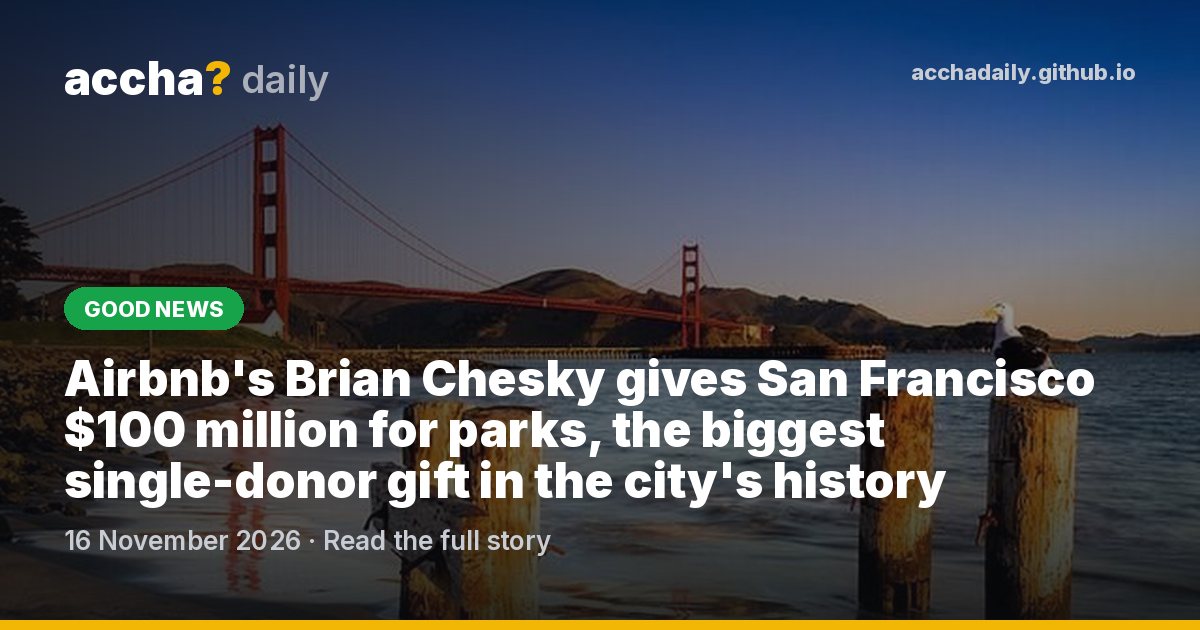 accha? daily
acchadaily.github.io
GOOD NEWS
Airbnb's Brian Chesky gives San Francisco
$100 million for parks, the biggest
single-donor gift in the city's history
16 November 2026 · Read the full story